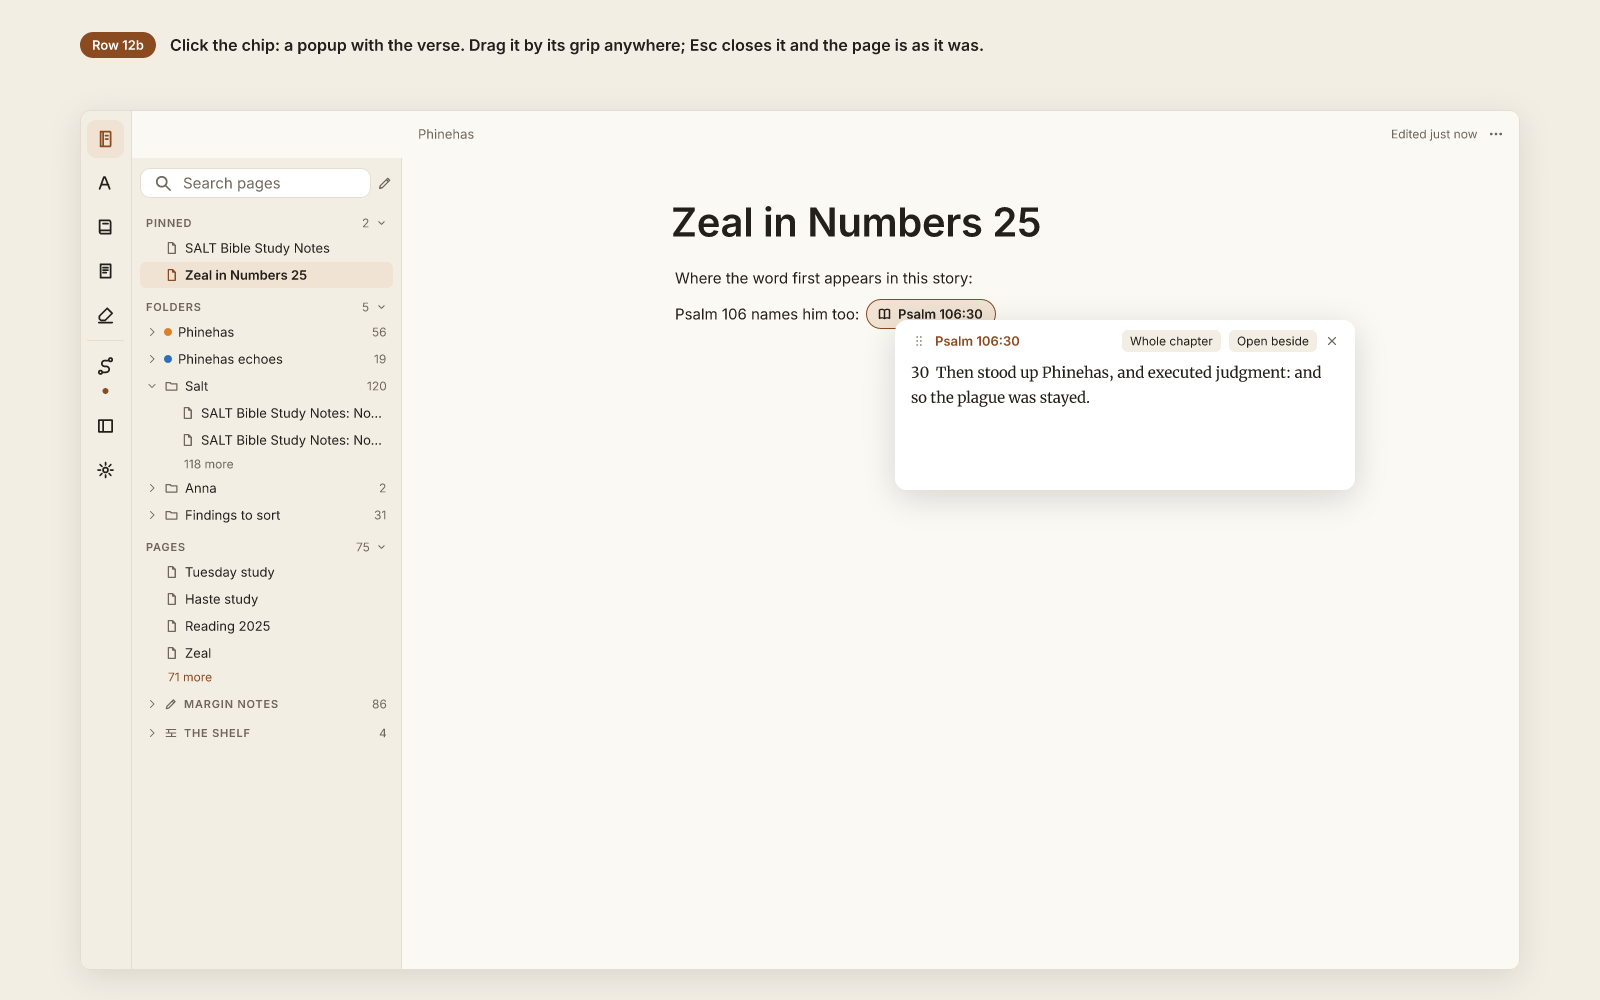 Row 12b
Click the chip: a popup with the verse. Drag it by its grip anywhere; Esc closes it and the page is as it was.
Phinehas
Edited just now
Search pages
PINNED 2
SALT Bible Study Notes
Zeal in Numbers 25
FOLDERS 5
Phinehas 56
Phinehas echoes 19
Salt 120
SALT Bible Study Notes: No...
SALT Bible Study Notes: No...
118 more
Anna 2
Findings to sort 31
PAGES 75
Tuesday study
Haste study
Reading 2025
Zeal
71 more
MARGIN NOTES 86
THE SHELF 4
Zeal in Numbers 25
Where the word first appears in this story:
Psalm 106 names him too: Psalm 106:30
Psalm 106:30 Whole chapter Open beside
30 Then stood up Phinehas, and executed judgment: and
so the plague was stayed.